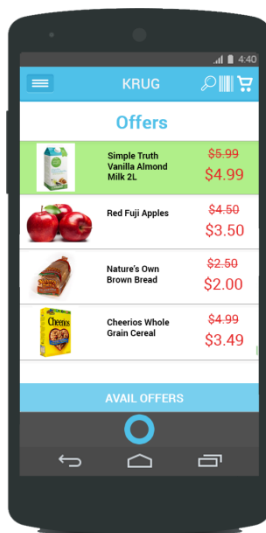 4:40
KRUG
Offers
Simple Truth
Vanilla Almond
Milk 2L
$5.99
$4.99
Red Fuji Apples
$4.50
$3.50
Nature's Own
Brown Bread
$2.50
$2.00
Cheerios
Cheerios Whole
Grain Cereal
$4.99
$3.49
AVAIL OFFERS